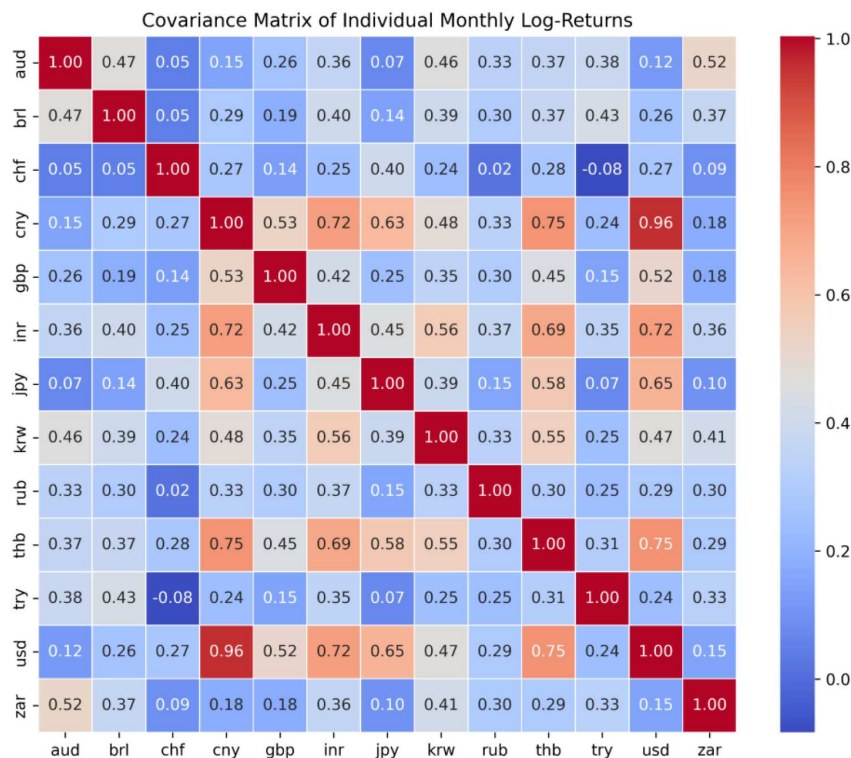 Covariance Matrix of Individual Monthly Log-Returns
aud 1.00 0.47 0.05 0.15 0.26 0.36 0.07 0.46 0.33 0.37 0.38 0.12 0.52
brl 0.47 1.00 0.05 0.29 0.19 0.40 0.14 0.39 0.30 0.37 0.43 0.26 0.37
chf 0.05 0.05 1.00 0.27 0.14 0.25 0.40 0.24 0.02 0.28 -0.08 0.27 0.09
cny 0.15 0.29 0.27 1.00 0.53 0.72 0.63 0.48 0.33 0.75 0.24 0.96 0.18
gbp 0.26 0.19 0.14 0.53 1.00 0.42 0.25 0.35 0.30 0.45 0.15 0.52 0.18
inr 0.36 0.40 0.25 0.72 0.42 1.00 0.45 0.56 0.37 0.69 0.35 0.72 0.36
jpy 0.07 0.14 0.40 0.63 0.25 0.45 1.00 0.39 0.15 0.58 0.07 0.65 0.10
krw 0.46 0.39 0.24 0.48 0.35 0.56 0.39 1.00 0.33 0.55 0.25 0.47 0.41
rub 0.33 0.30 0.02 0.33 0.30 0.37 0.15 0.33 1.00 0.30 0.25 0.29 0.30
thb 0.37 0.37 0.28 0.75 0.45 0.69 0.58 0.55 0.30 1.00 0.31 0.75 0.29
try 0.38 0.43 -0.08 0.24 0.15 0.35 0.07 0.25 0.25 0.31 1.00 0.24 0.33
usd 0.12 0.26 0.27 0.96 0.52 0.72 0.65 0.47 0.29 0.75 0.24 1.00 0.15
zar 0.52 0.37 0.09 0.18 0.18 0.36 0.10 0.41 0.30 0.29 0.33 0.15 1.00
aud brl chf cny gbp inr jpy krw rub thb try usd zar
1.0
0.8
0.6
0.4
0.2
0.0